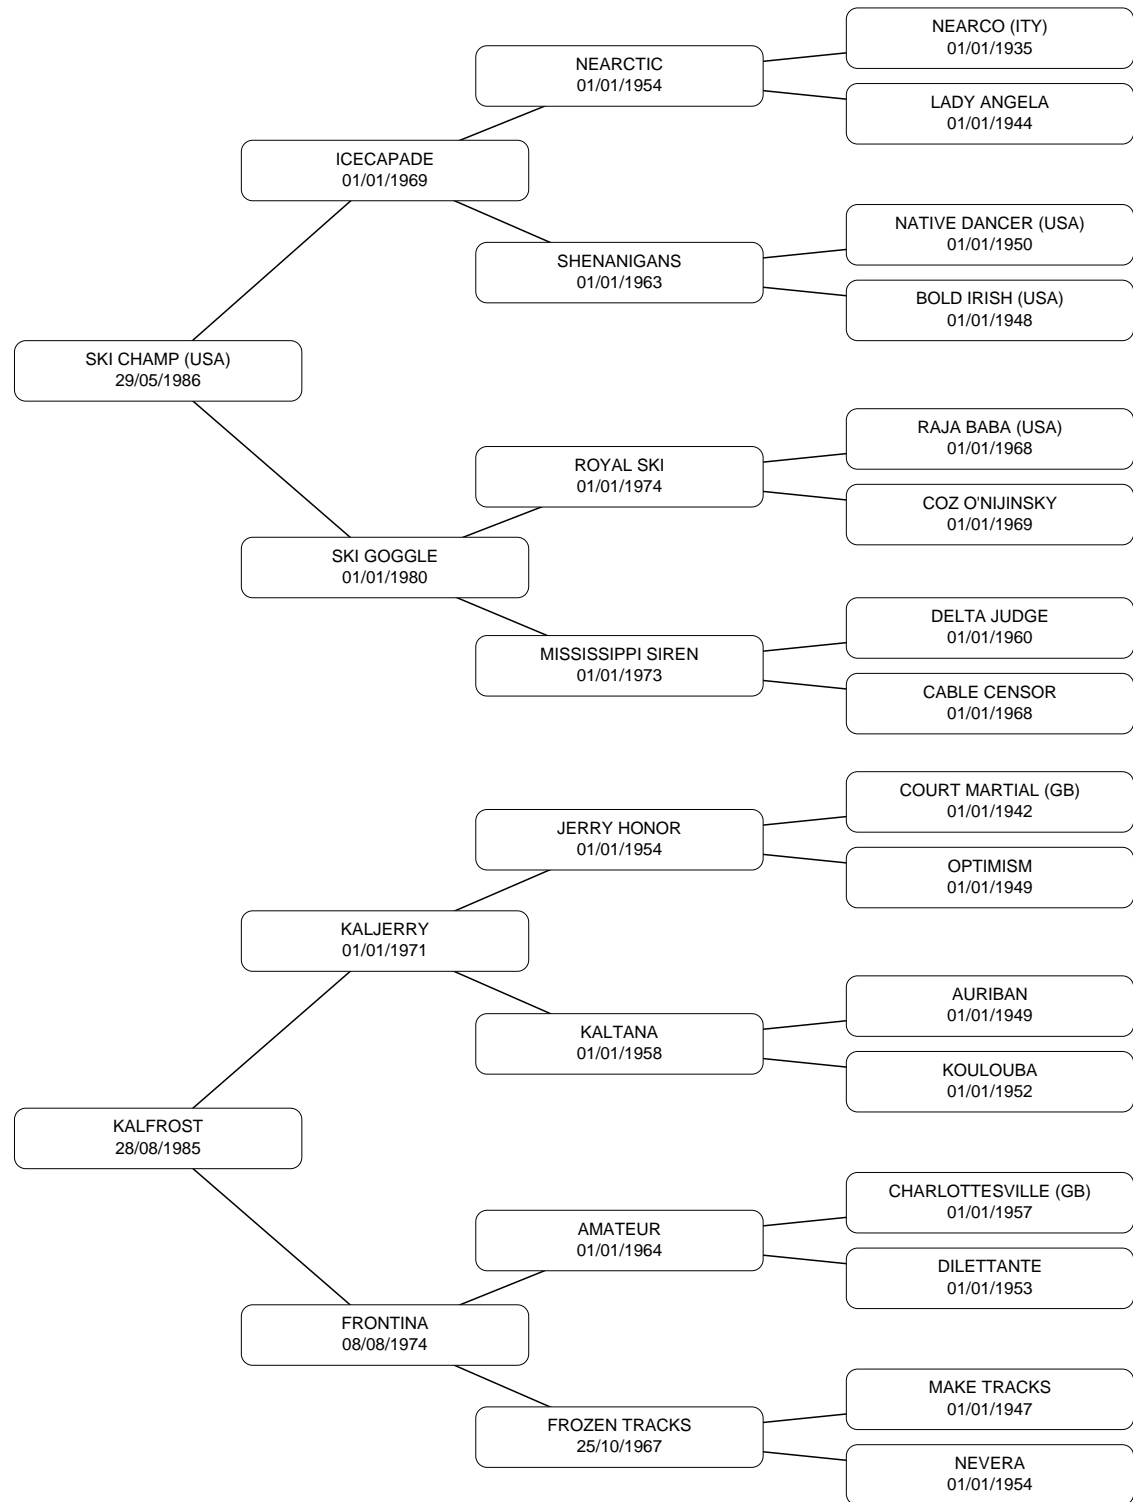 NEARCO (ITY)
01/01/1935
NEARCTIC
01/01/1954
LADY ANGELA
01/01/1944
ICECAPADE
01/01/1969
NATIVE DANCER (USA)
01/01/1950
SHENANIGANS
01/01/1963
BOLD IRISH (USA)
01/01/1948
SKI CHAMP (USA)
29/05/1986
RAJA BABA (USA)
01/01/1968
ROYAL SKI
01/01/1974
COZ O'NIJINSKY
01/01/1969
SKI GOGGLE
01/01/1980
DELTA JUDGE
01/01/1960
MISSISSIPPI SIREN
01/01/1973
CABLE CENSOR
01/01/1968
COURT MARTIAL (GB)
01/01/1942
JERRY HONOR
01/01/1954
OPTIMISM
01/01/1949
KALJERRY
01/01/1971
AURIBAN
01/01/1949
KALTANA
01/01/1958
KOULOUBA
01/01/1952
KALFROST
28/08/1985
CHARLOTTESVILLE (GB)
01/01/1957
AMATEUR
01/01/1964
DILETTANTE
01/01/1953
FRONTINA
08/08/1974
MAKE TRACKS
01/01/1947
FROZEN TRACKS
25/10/1967
NEVERA
01/01/1954